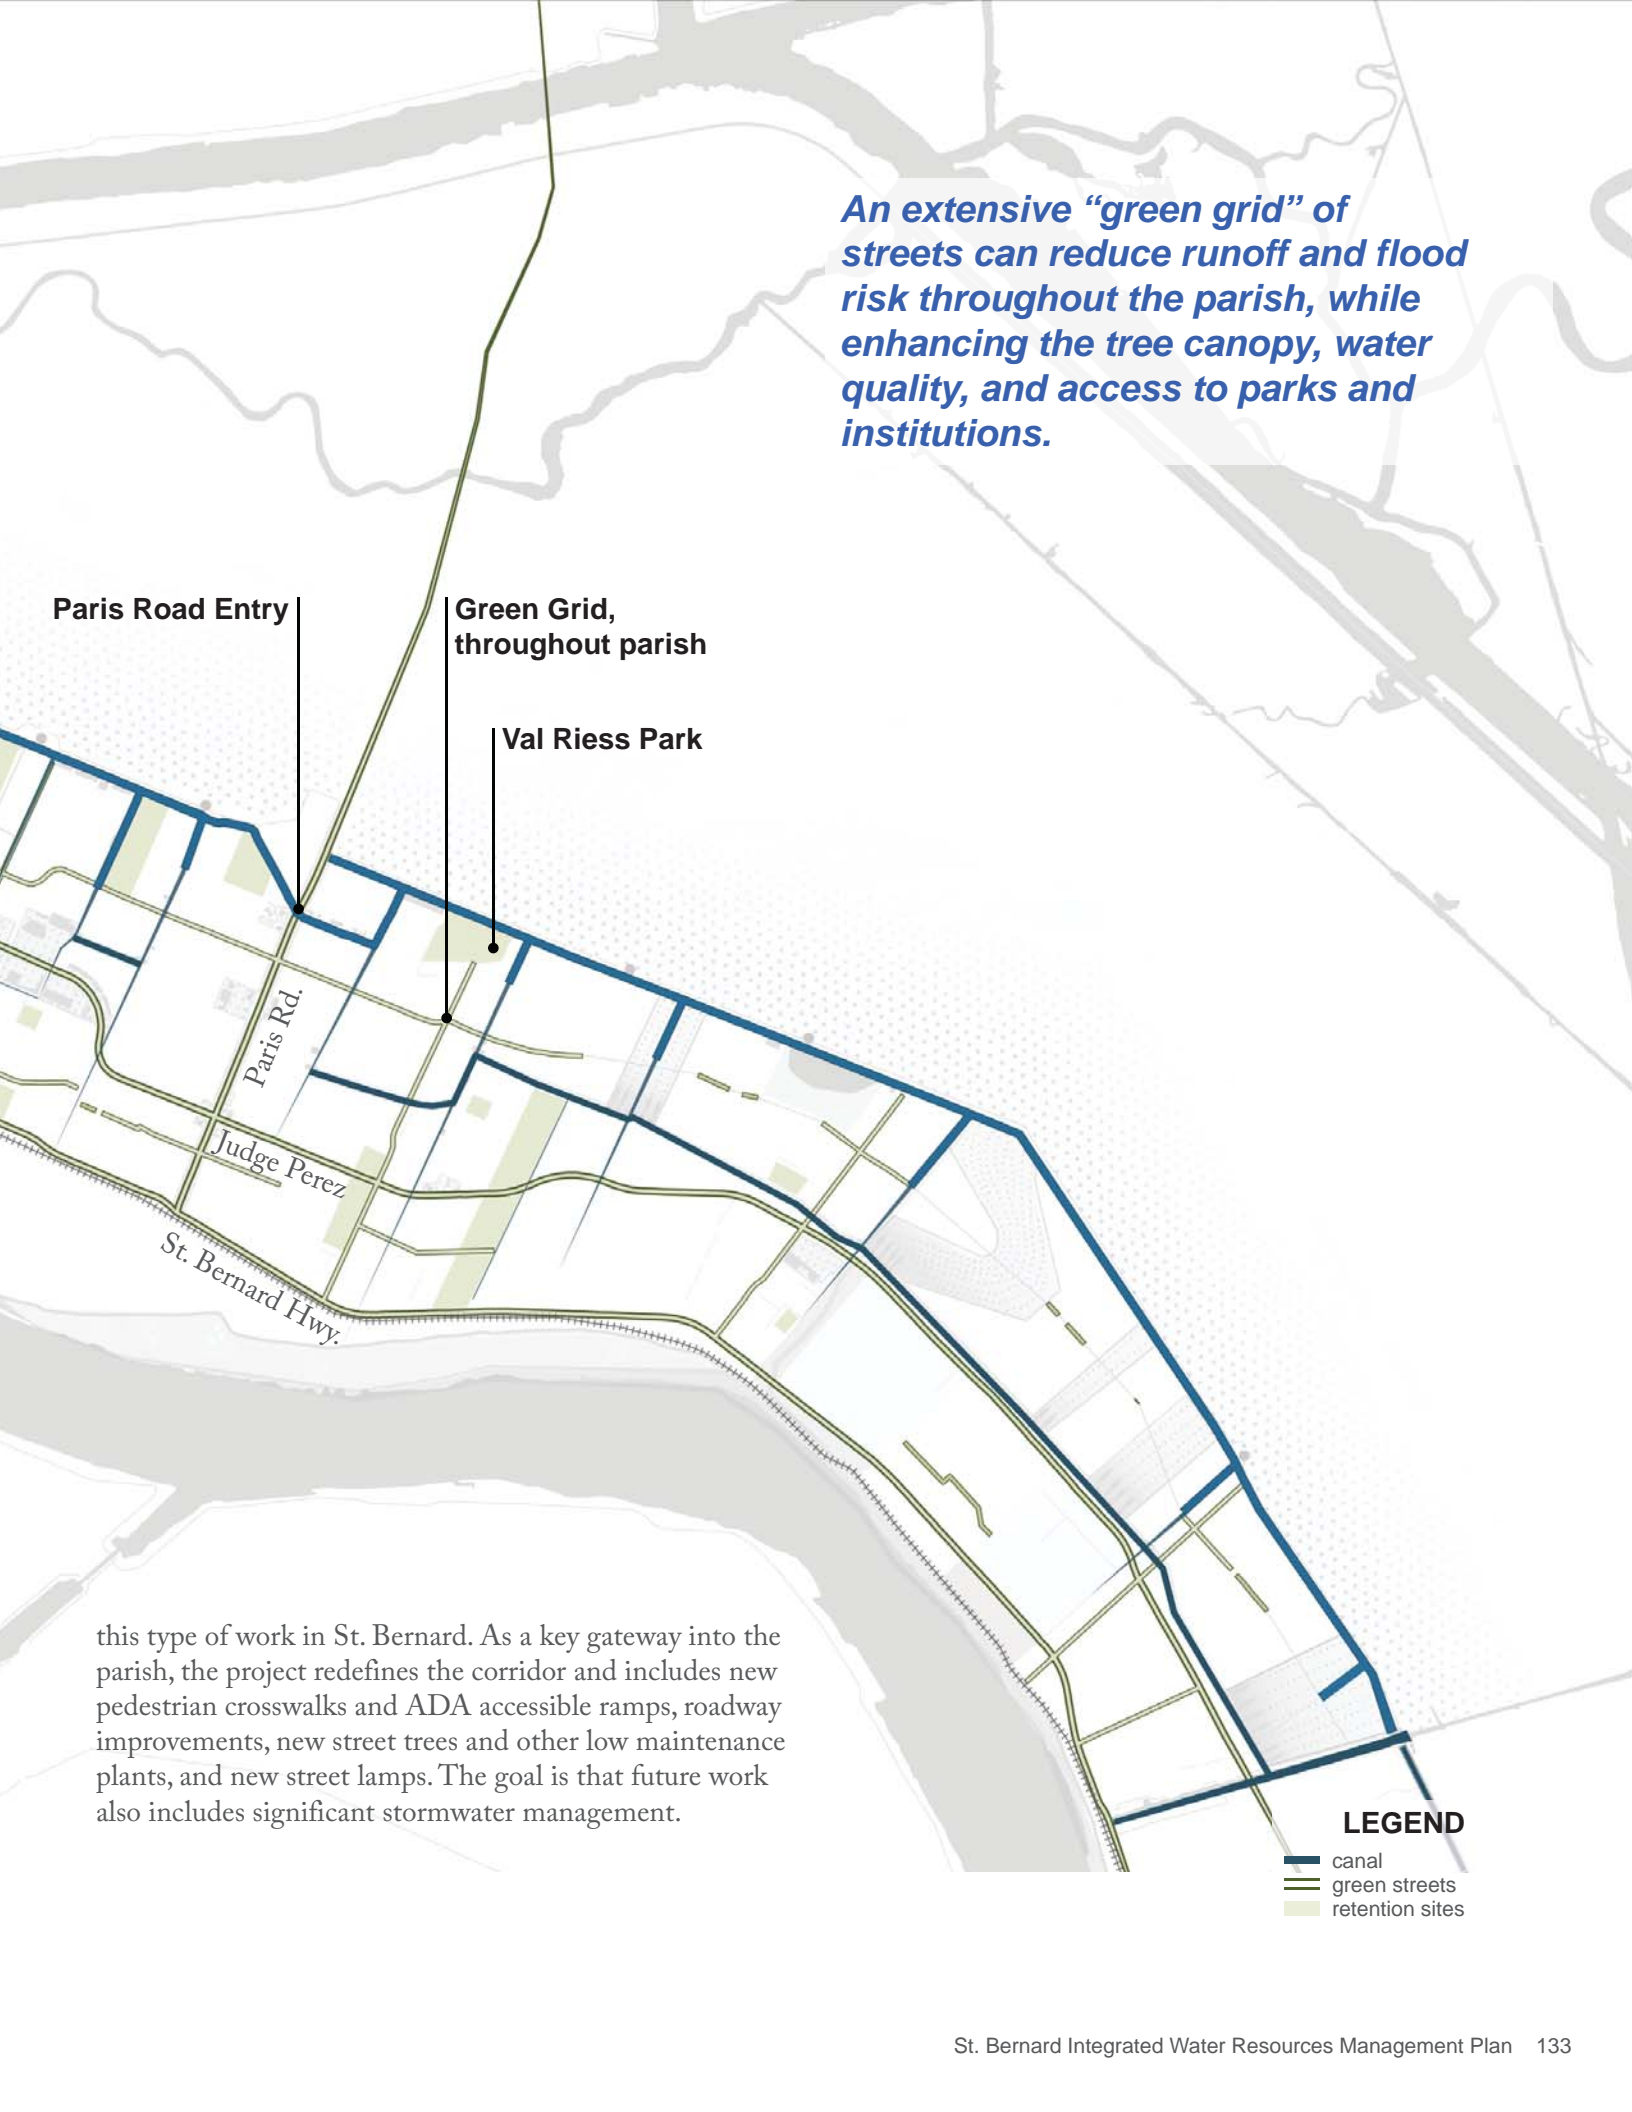 An extensive “green grid” of
streets can reduce runoff and flood
risk throughout the parish, while
enhancing the tree canopy, water
quality, and access to parks and
institutions.
Paris Road Entry
Green Grid,
throughout parish
Val Riess Park
Paris Rd.
Judge Perez
St. Bernard Hwy.
this type of work in St. Bernard. As a key gateway into the
parish, the project redefines the corridor and includes new
pedestrian crosswalks and ADA accessible ramps, roadway
improvements, new street trees and other low maintenance
plants, and new street lamps. The goal is that future work
also includes significant stormwater management.
LEGEND
canal
green streets
retention sites
St. Bernard Integrated Water Resources Management Plan 133